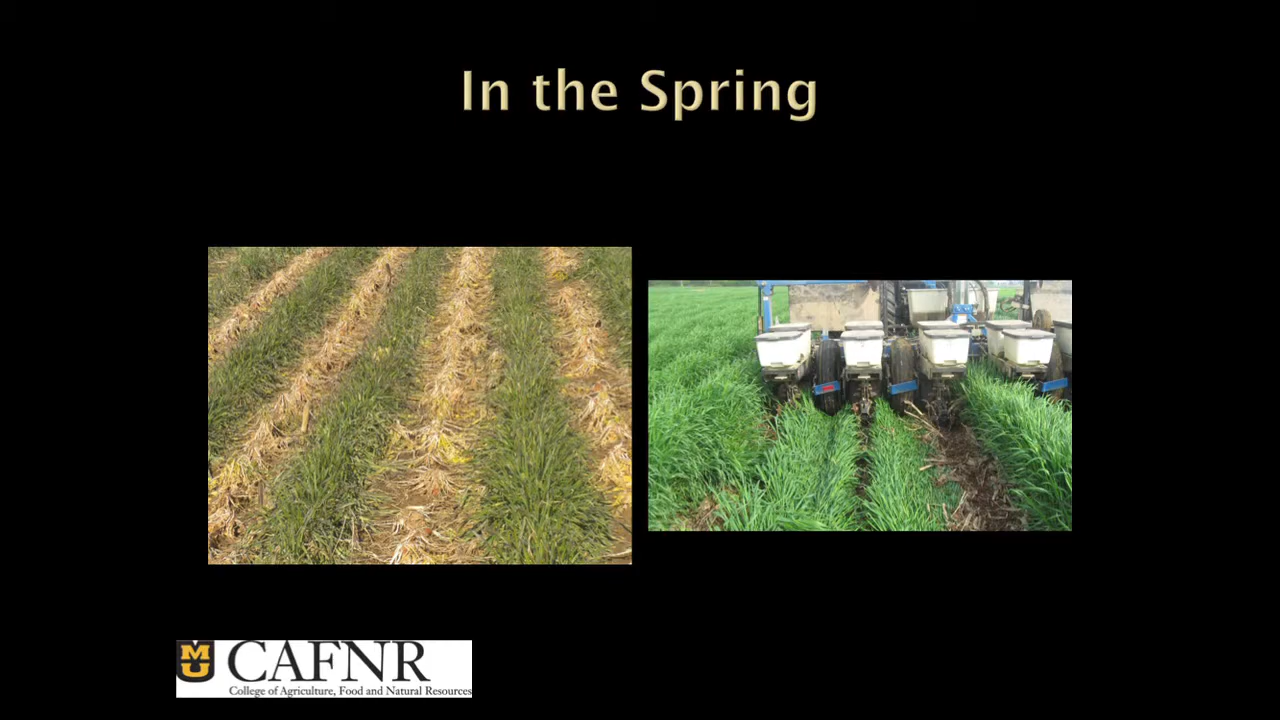 In the Spring
MU
CAFNR
College of Agriculture, Food and Natural Resources